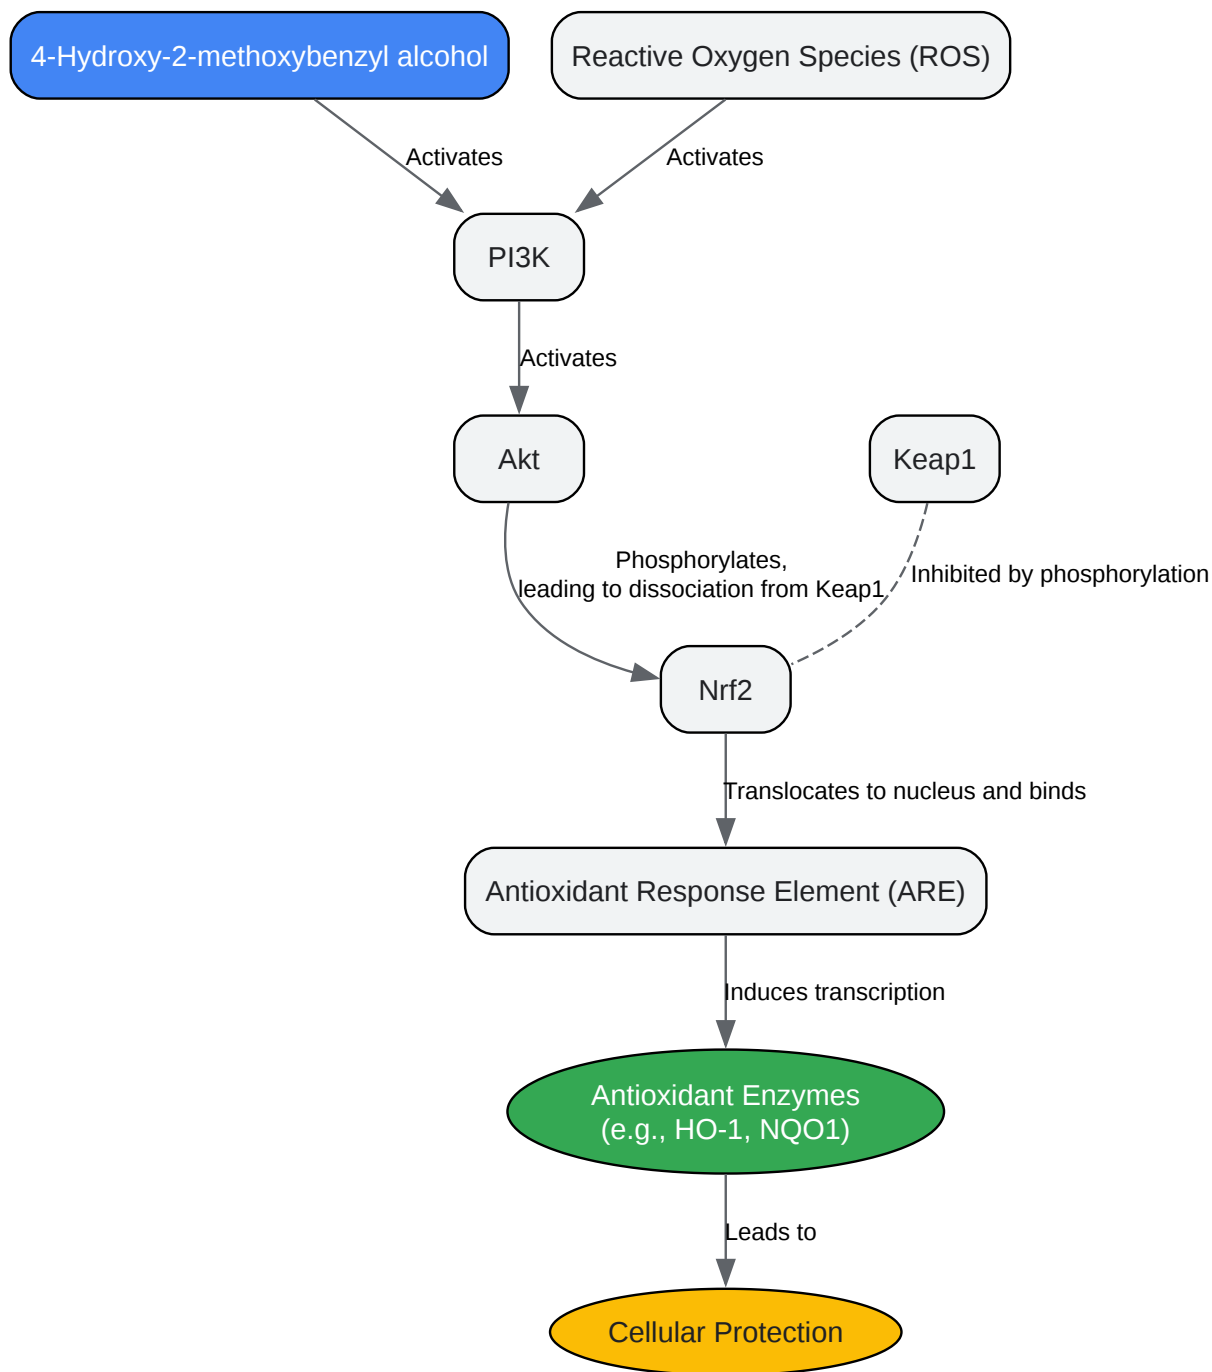 4-Hydroxy-2-methoxybenzyl alcohol
Reactive Oxygen Species (ROS)
Activates
Activates
PI3K
Activates
Akt
Keap1
Phosphorylates,
leading to dissociation from Keap1
Inhibited by phosphorylation
Nrf2
Translocates to nucleus and binds
Antioxidant Response Element (ARE)
Induces transcription
Antioxidant Enzymes
(e.g., HO-1, NQO1)
Leads to
Cellular Protection